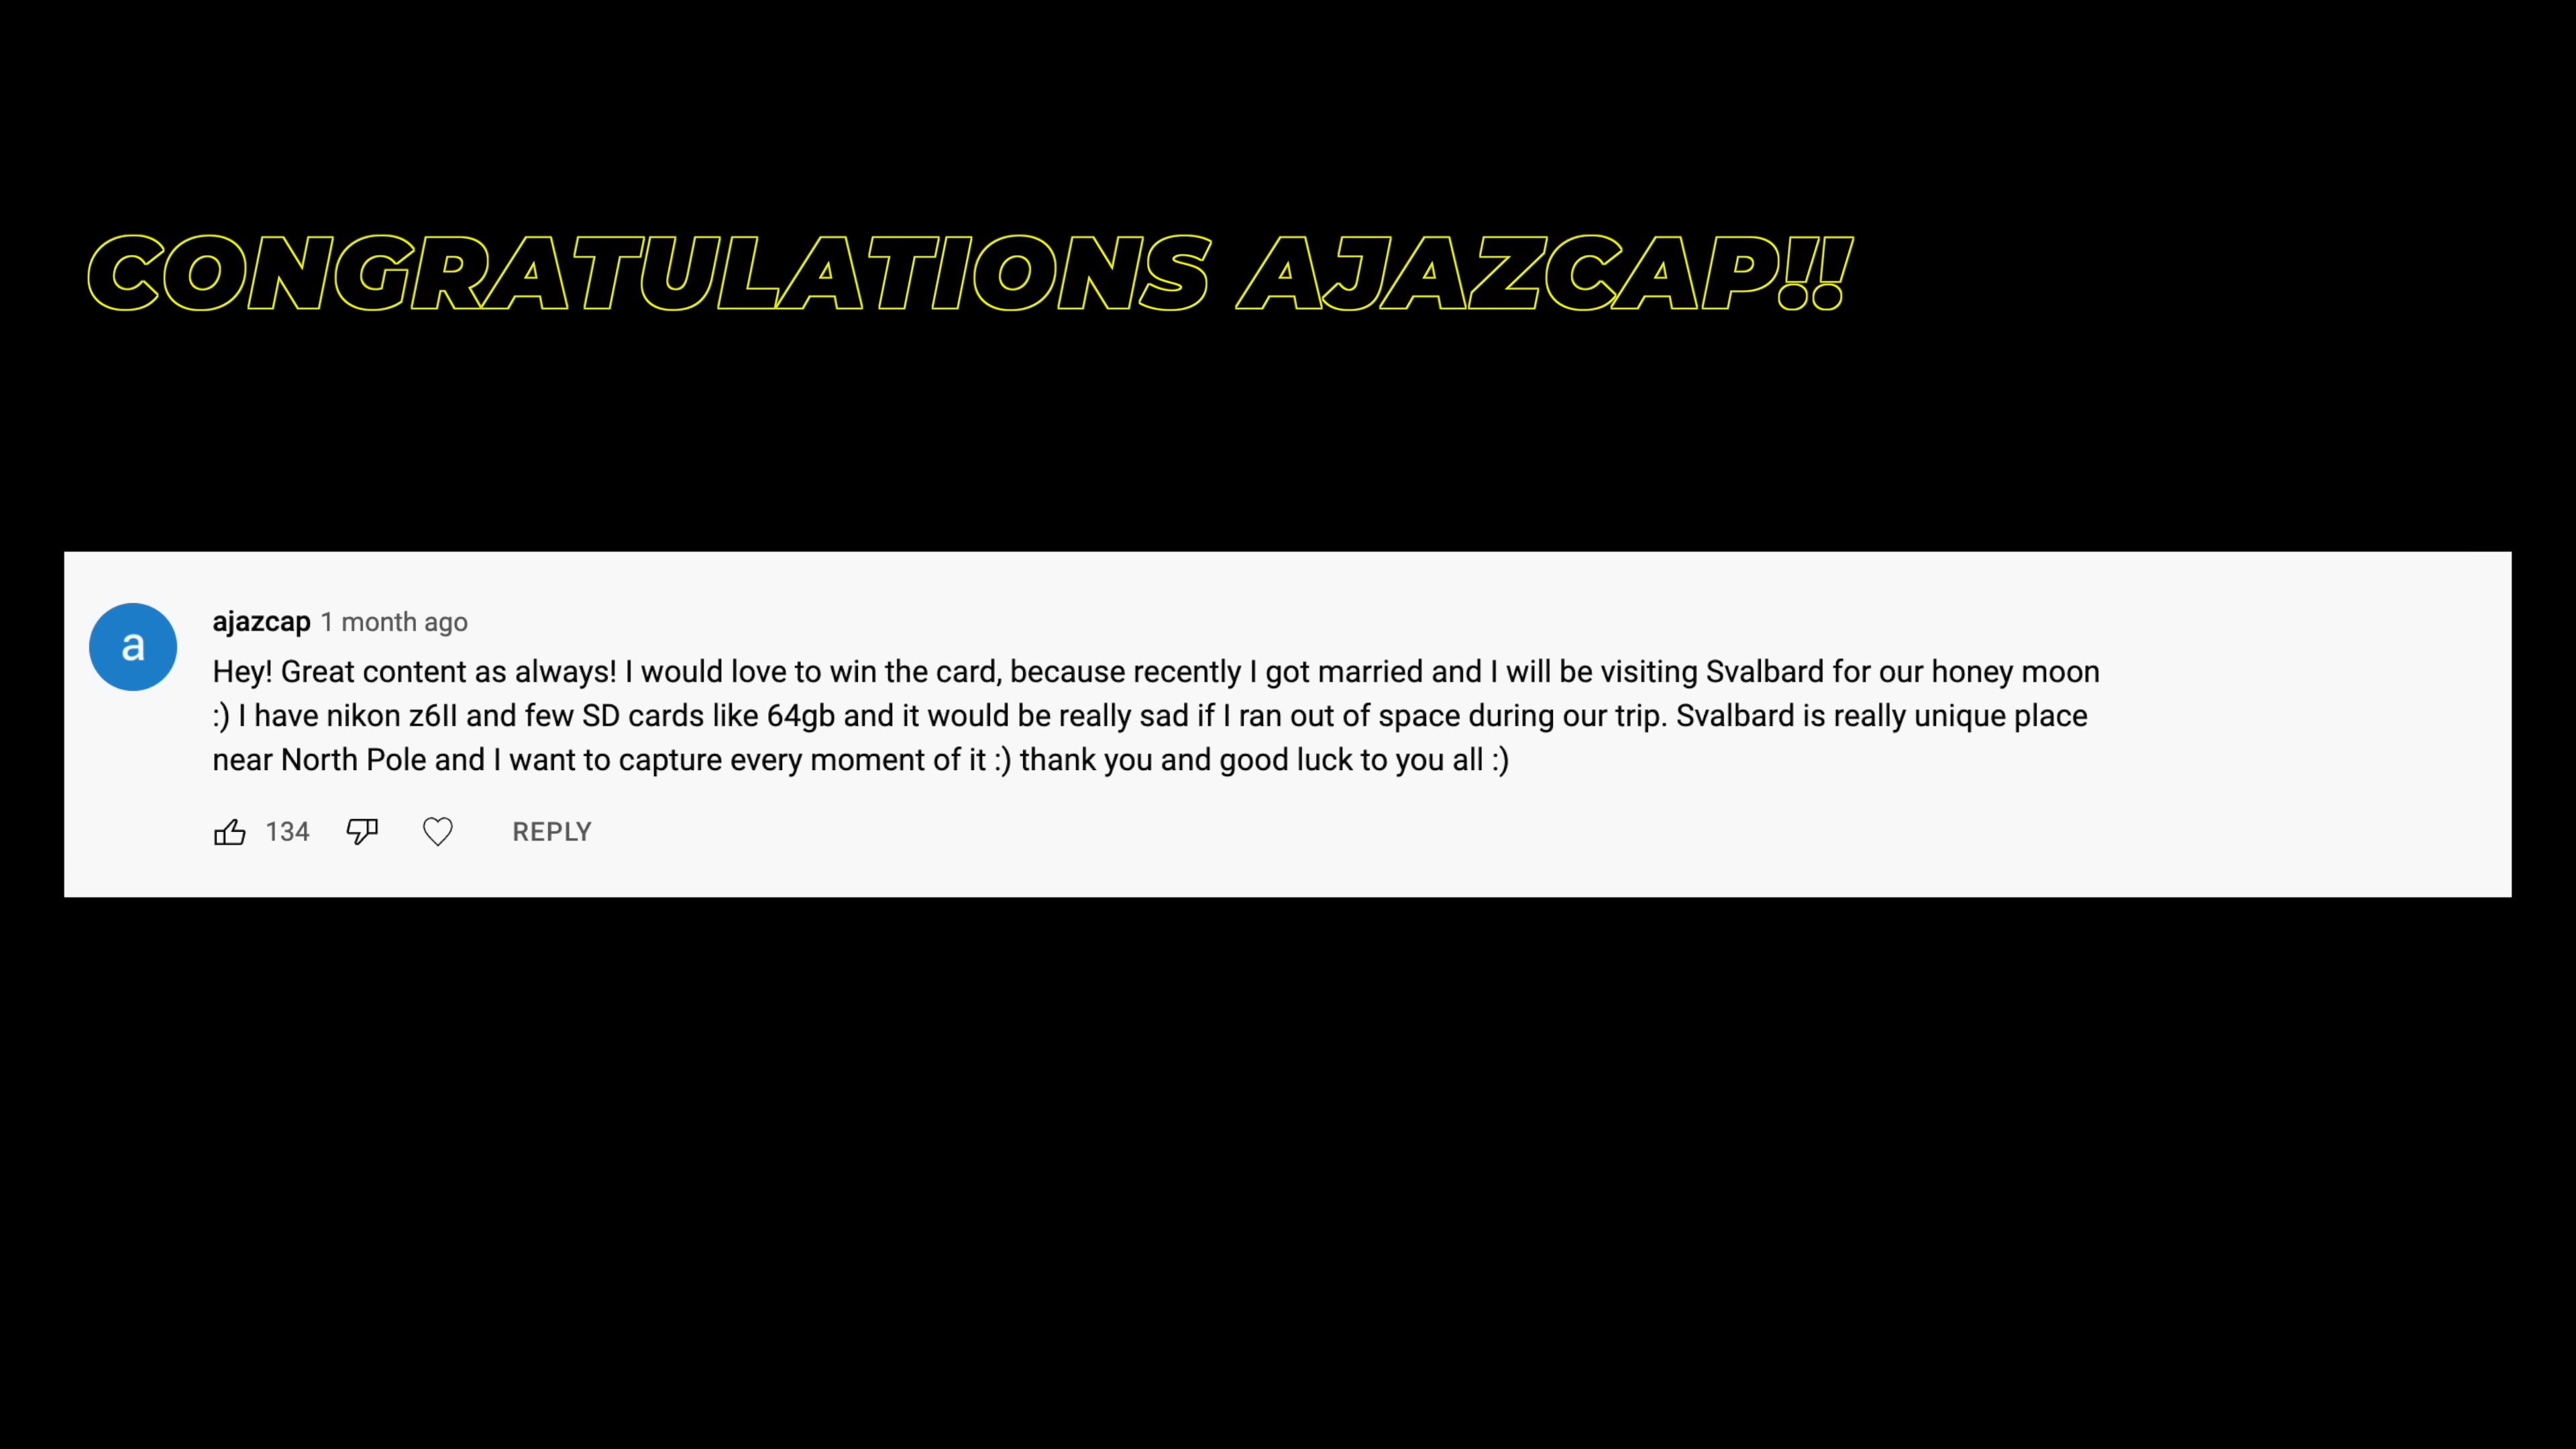 CONGRATULATIONS AJAZCAP!!
a
ajazcap 1 month ago
Hey! Great content as always! I would love to win the card, because recently I got married and I will be visiting Svalbard for our honey moon
:) I have nikon z6II and few SD cards like 64gb and it would be really sad if I ran out of space during our trip. Svalbard is really unique place
near North Pole and I want to capture every moment of it :) thank you and good luck to you all :)
134 REPLY